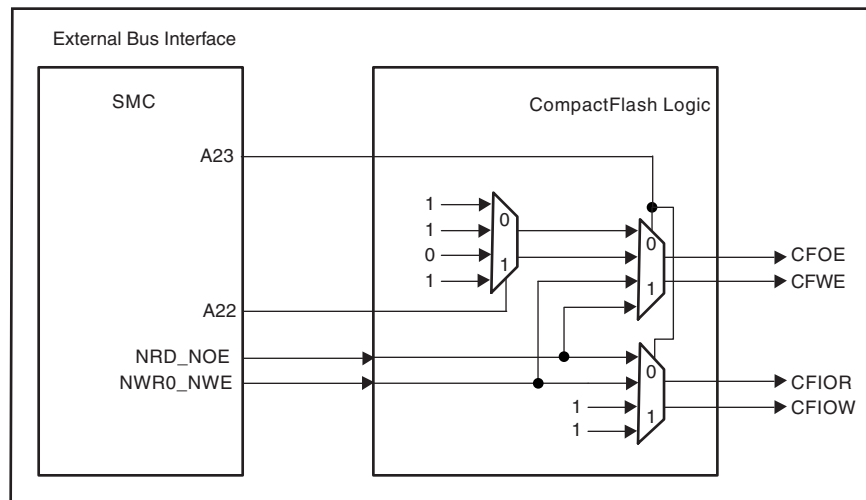 External Bus Interface
SMC
CompactFlash Logic
A23
1
1
0
1
0
1
A22
0
1
CFOE
CFWE
NRD_NOE
NWR0_NWE
1
1
0
1
CFIOR
CFIOW